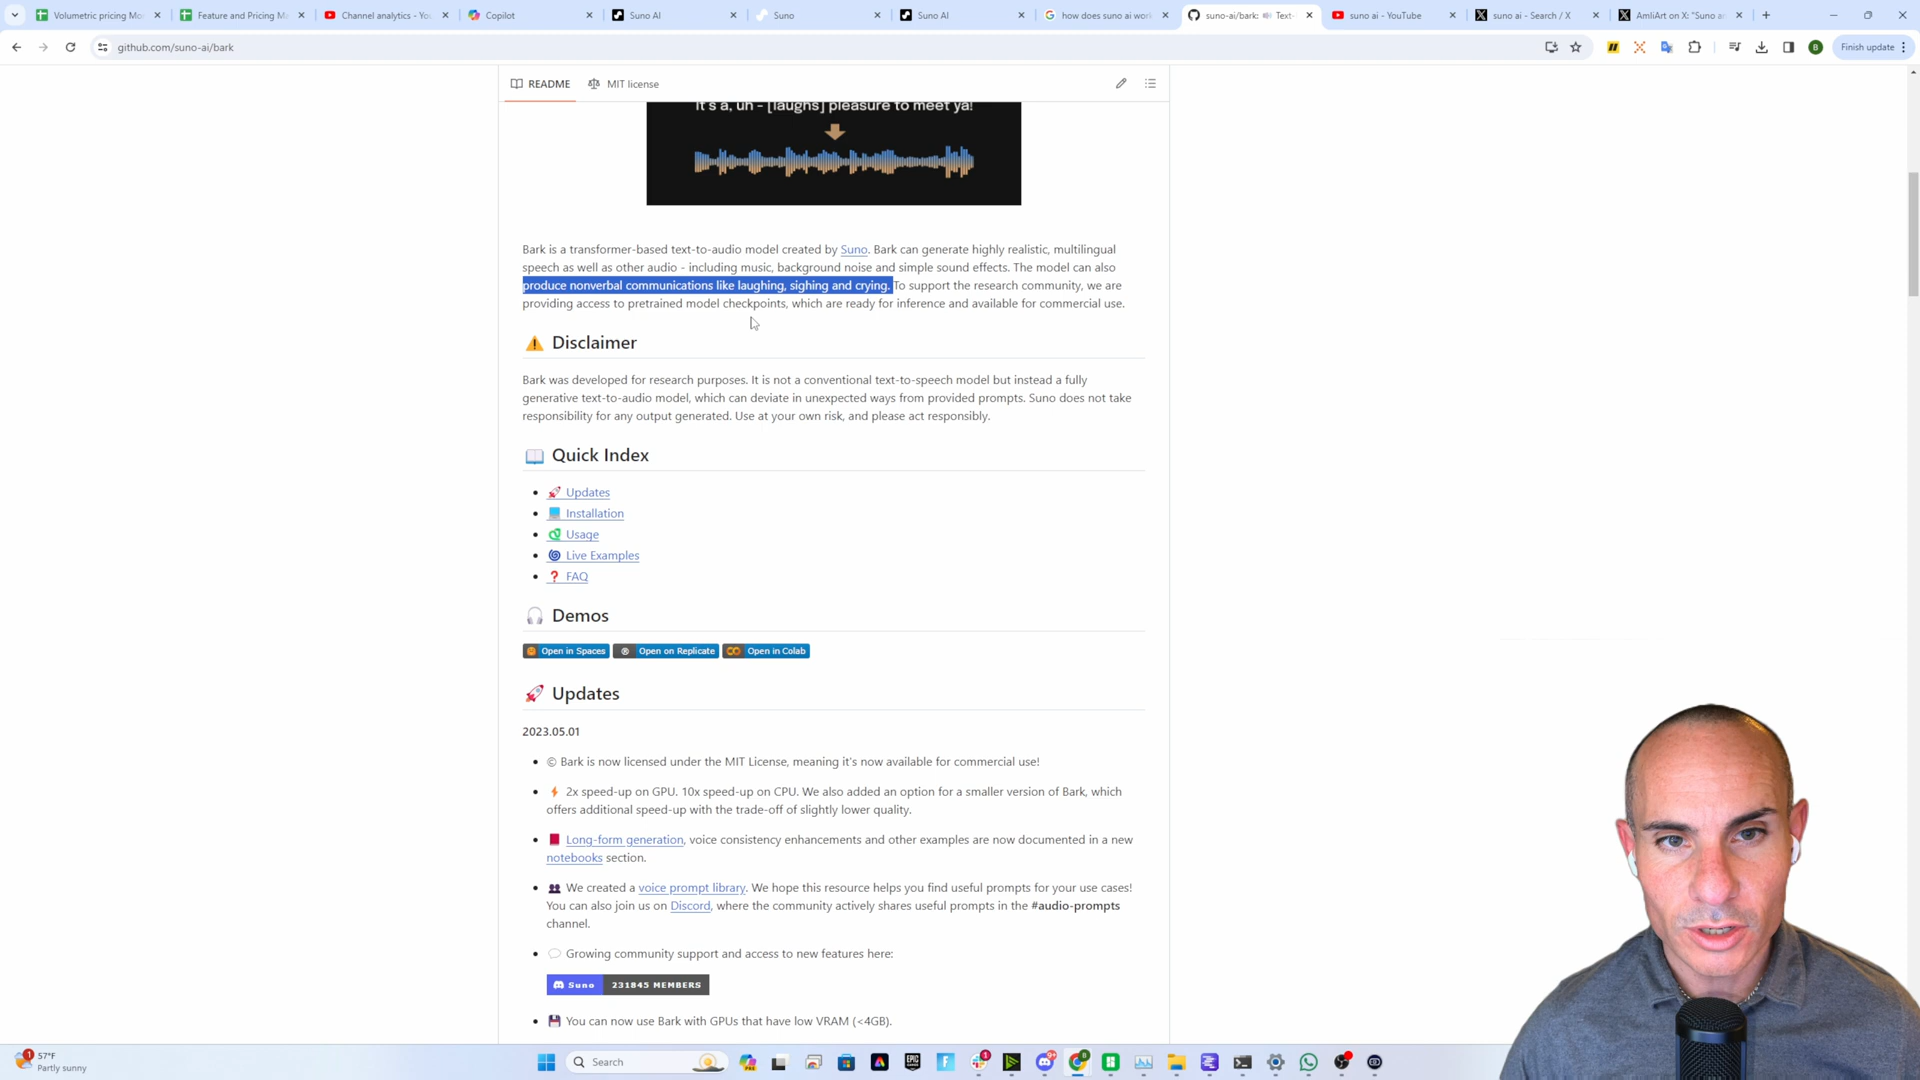 Volumetric pricing Mo
Feature and Pricing Ma
Channel analytics - You
Copilot
Suno AI
Suno
Suno AI
how does suno ai work
suno-ai/bark: Text-
suno ai - YouTube
suno ai - Search / X
AmliArt on X: "Suno a
github.com/suno-ai/bark
B
Finish update
README
MIT license
It's a, uh - [laughs] pleasure to meet ya!
Bark is a transformer-based text-to-audio model created by Suno. Bark can generate highly realistic, multilingual
speech as well as other audio - including music, background noise and simple sound effects. The model can also
produce nonverbal communications like laughing, sighing and crying. To support the research community, we are
providing access to pretrained model checkpoints, which are ready for inference and available for commercial use.
Disclaimer
Bark was developed for research purposes. It is not a conventional text-to-speech model but instead a fully
generative text-to-audio model, which can deviate in unexpected ways from provided prompts. Suno does not take
responsibility for any output generated. Use at your own risk, and please act responsibly.
Quick Index
Updates
Installation
Usage
Live Examples
FAQ
Demos
Open in Spaces
Open on Replicate
Open in Colab
Updates
2023.05.01
© Bark is now licensed under the MIT License, meaning it's now available for commercial use!
2x speed-up on GPU. 10x speed-up on CPU. We also added an option for a smaller version of Bark, which
offers additional speed-up with the trade-off of slightly lower quality.
Long-form generation, voice consistency enhancements and other examples are now documented in a new
notebooks section.
We created a voice prompt library. We hope this resource helps you find useful prompts for your use cases!
You can also join us on Discord, where the community actively shares useful prompts in the #audio-prompts
channel.
Growing community support and access to new features here:
Suno 231845 MEMBERS
You can now use Bark with GPUs that have low VRAM (<4GB).
1
57°F
Partly sunny
Search